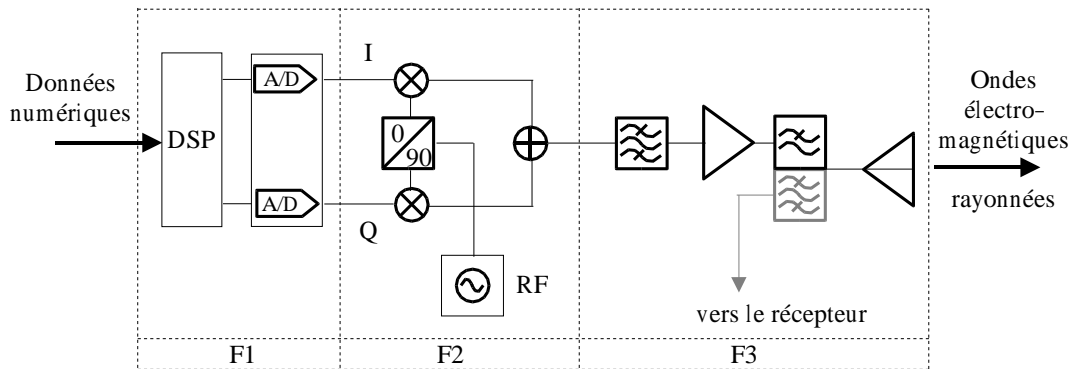 Données
numériques
DSP
A/D
A/D
I
Q
0
90
RF
Ondes
électro-
magnétiques
rayonnées
vers le récepteur
F1
F2
F3